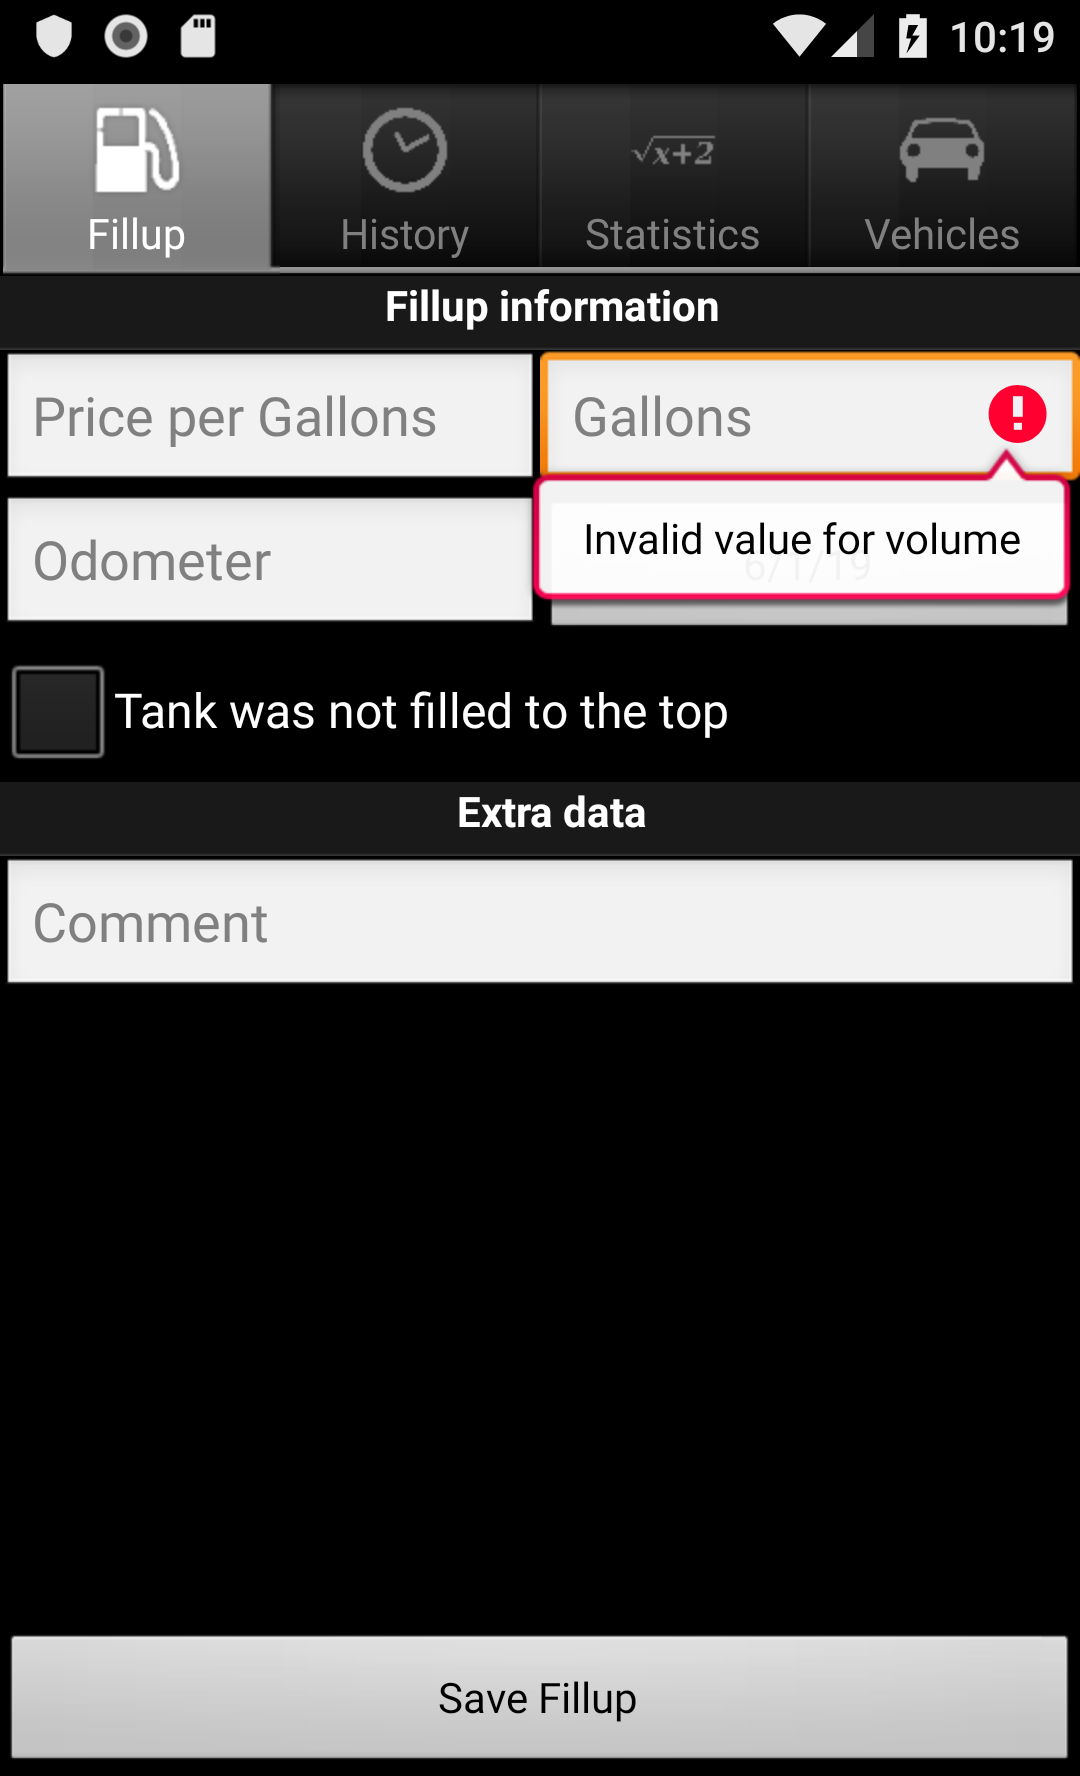 10:19
Fillup
History
√x+2
Statistics
Vehicles
Fillup information
Price per Gallons
Gallons
Odometer
Invalid value for volume
6/1/19
Tank was not filled to the top
Extra data
Comment
Save Fillup